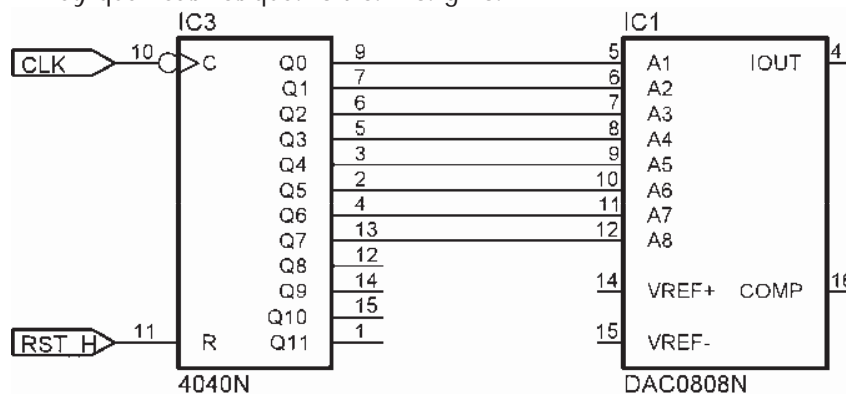 IC3
IC1
CLK
10
C
Q0
9
5
A1
IOUT
4
Q1
7
6
A2
Q2
6
7
A3
Q3
5
8
A4
Q4
3
9
A5
Q5
2
10
A6
Q6
4
11
A7
Q7
13
12
A8
Q8
12
Q9
14
14
VREF+
COMP
16
Q10
15
RST_H
11
R
Q11
1
15
VREF-
4040N
DAC0808N